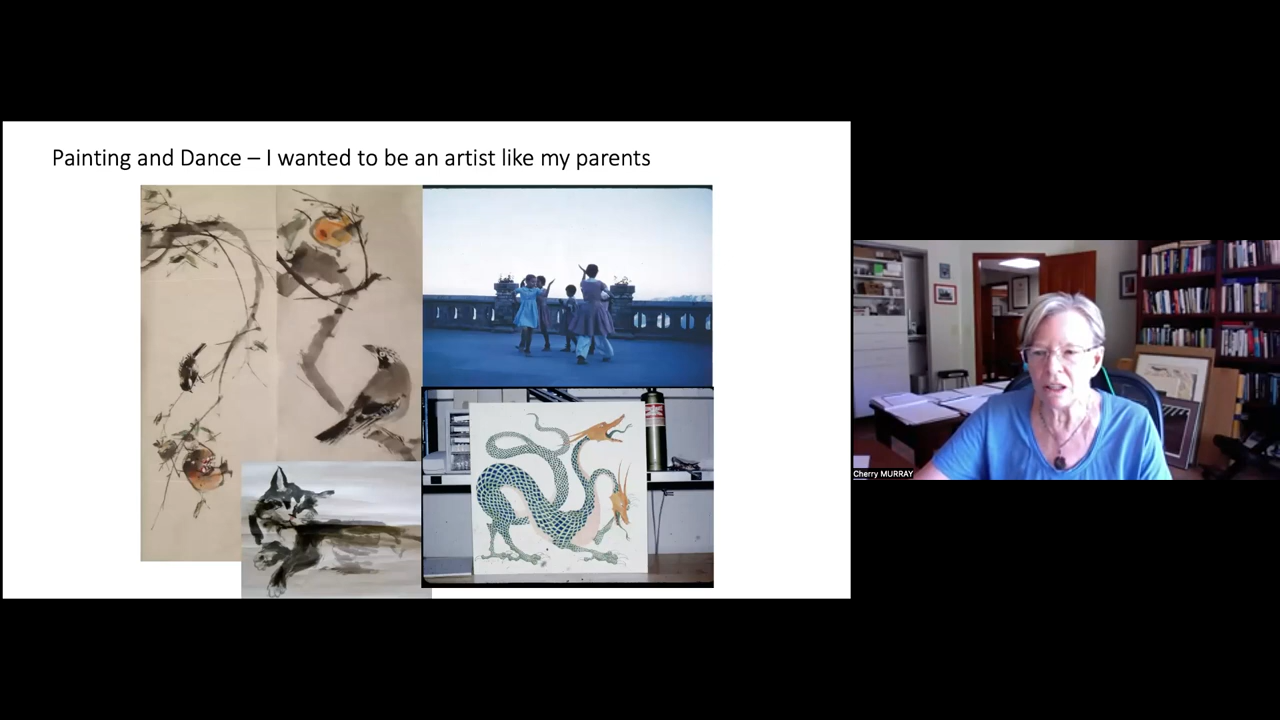 Painting and Dance – I wanted to be an artist like my parents
Cherry MURRAY